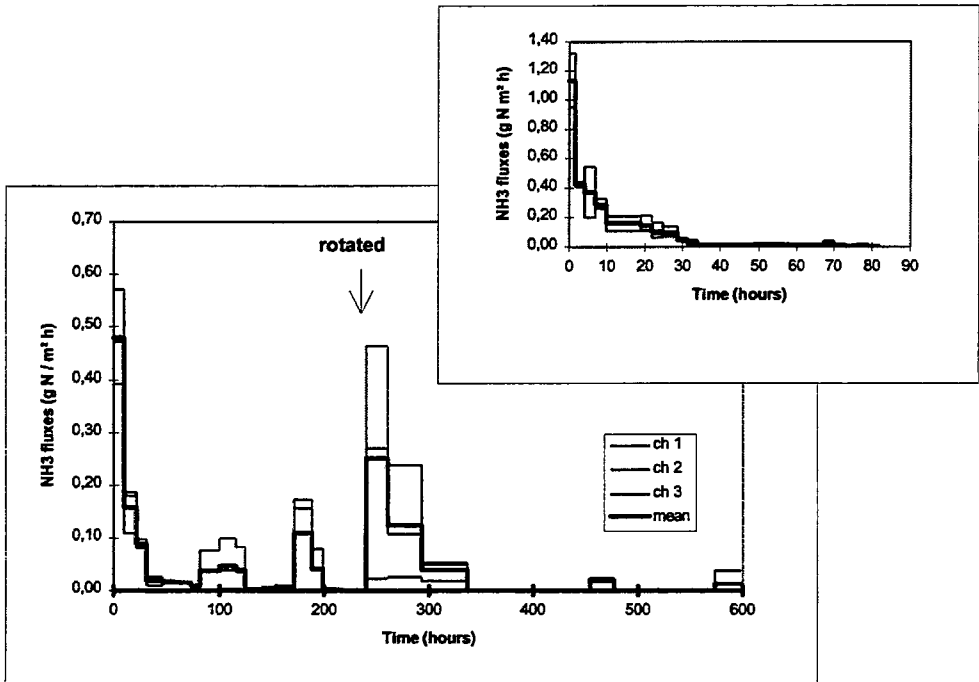 1,40
1,20
1,00
0,80
0,60
0,40
0,20
0,00
NH3 fluxes (g N m² h)
0 10 20 30 40 50 60 70 80 90
Time (hours)
0,70
0,60
0,50
0,40
0,30
0,20
0,10
0,00
NH3 fluxes (g N / m² h)
rotated
ch 1
ch 2
ch 3
mean
0 100 200 300 400 500 600
Time (hours)